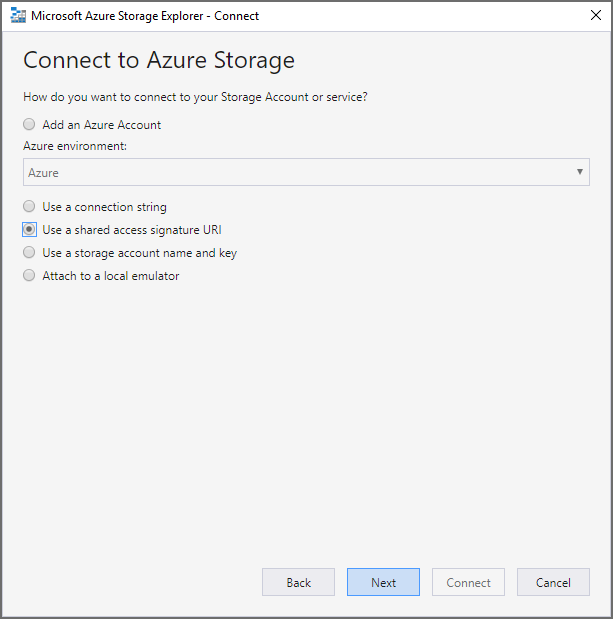 Microsoft Azure Storage Explorer - Connect
Connect to Azure Storage
How do you want to connect to your Storage Account or service?
Add an Azure Account
Azure environment:
Azure
Use a connection string
Use a shared access signature URI
Use a storage account name and key
Attach to a local emulator
Back Next Connect Cancel